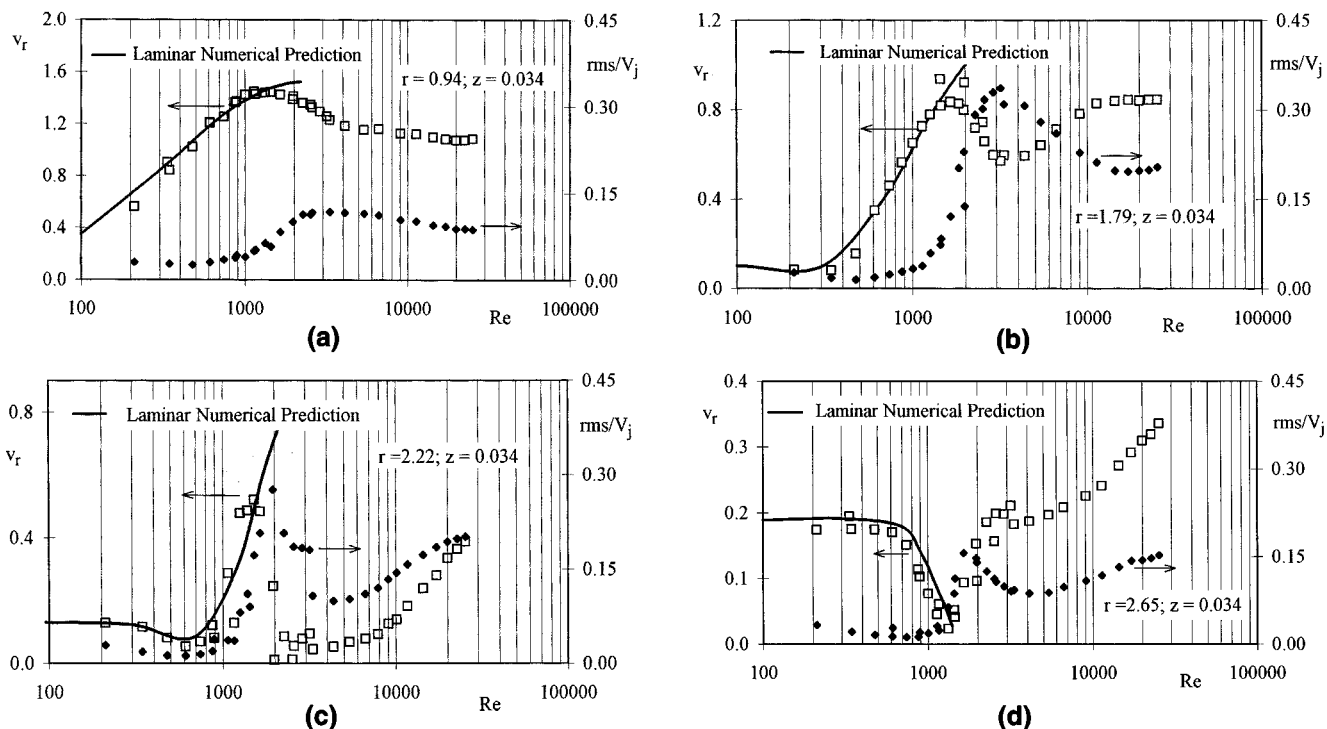 2.0
v_r
1.6
1.2
0.8
0.4
0.0
Laminar Numerical Prediction
r = 0.94; z = 0.034
0.45
rms/V_j
0.30
0.15
0.00
100
1000
10000
100000
Re
(a)
1.2
v_r
0.8
0.4
0.0
Laminar Numerical Prediction
r =1.79; z = 0.034
0.45
rms/V_j
0.30
0.15
0.00
100
1000
10000
100000
Re
(b)
0.8
v_r
0.4
0.0
Laminar Numerical Prediction
r =2.22; z = 0.034
0.45
rms/V_j
0.30
0.15
0.00
100
1000
10000
100000
Re
(c)
0.4
v_r
0.3
0.2
0.1
0.0
Laminar Numerical Prediction
r=2.65; z = 0.034
0.45
rms/V_j
0.30
0.15
0.00
100
1000
10000
100000
Re
(d)